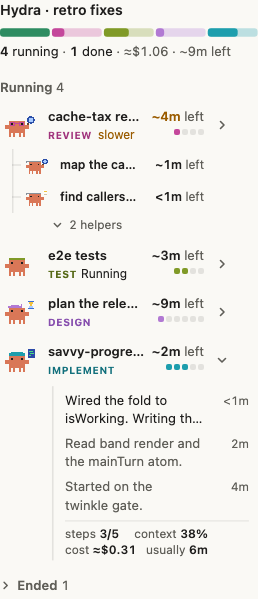 Hydra · retro fixes
4 running · 1 done · ≈$1.06 · ~9m left
Running 4
cache-tax re... ~4m left
REVIEW slower
map the ca... ~1m left
find callers... <1m left
2 helpers
e2e tests ~3m left
TEST Running
plan the rele... ~9m left
DESIGN
savvy-progre... ~2m left
IMPLEMENT
Wired the fold to <1m
isWorking. Writing th...
Read band render and 2m
the mainTurn atom.
Started on the 4m
twinkle gate.
steps 3/5 context 38%
cost ≈$0.31 usually 6m
Ended 1